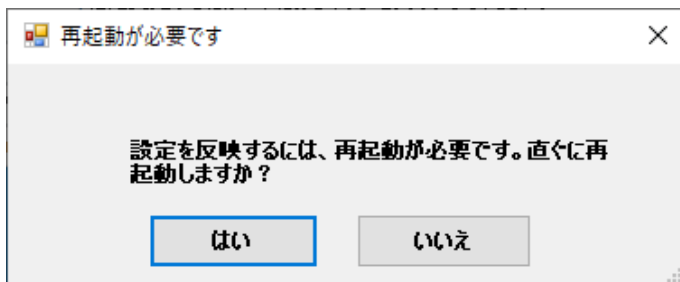 再起動が必要です
設定を反映するには、再起動が必要です。直ぐに再
起動しますか？
はい
いいえ